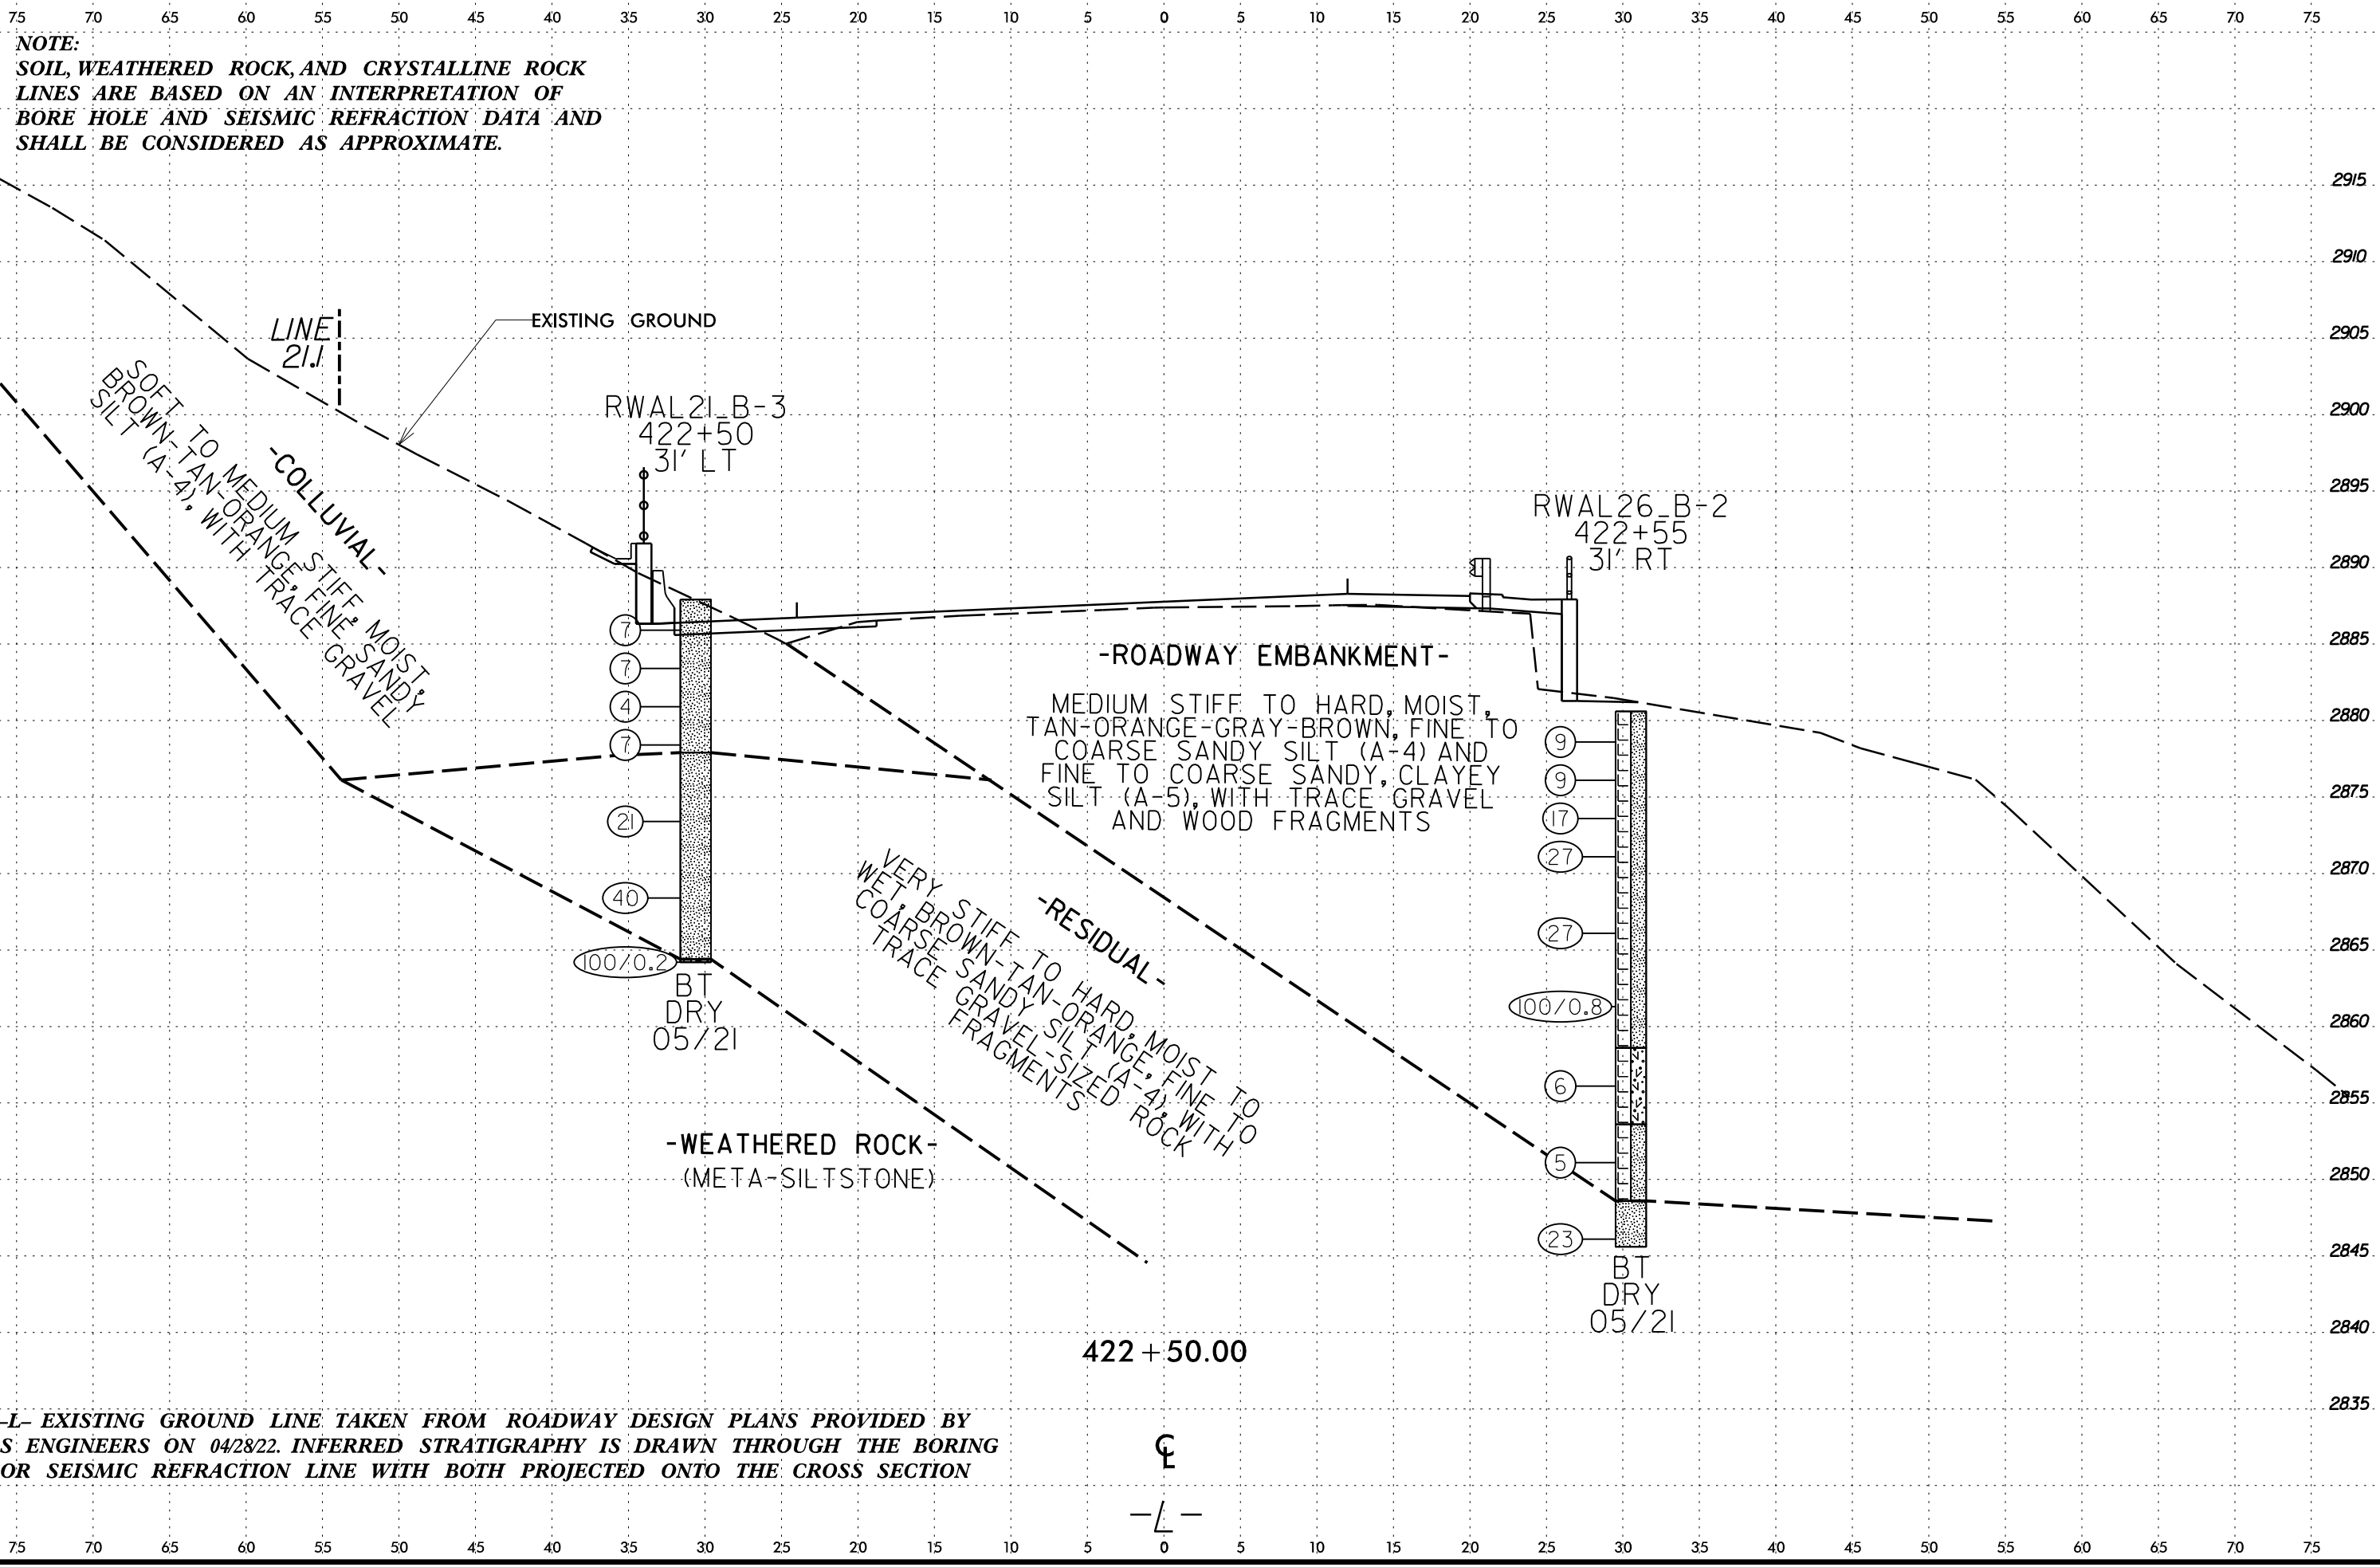 75 70 65 60 55 50 45 40 35 30 25 20 15 10 5 0 5 10 15 20 25 30 35 40 45 50 55 60 65 70 75
NOTE:
SOIL, WEATHERED ROCK, AND CRYSTALLINE ROCK
LINES ARE BASED ON AN INTERPRETATION OF
BORE HOLE AND SEISMIC REFRACTION DATA AND
SHALL BE CONSIDERED AS APPROXIMATE.
2915
2910
2905
2900
2895
2890
2885
2880
2875
2870
2865
2860
2855
2850
2845
2840
2835
LINE
21.1
EXISTING GROUND
-COLLUVIAL-
SOFT TO MEDIUM STIFF, MOIST,
BROWN-TAN-ORANGE, FINE SANDY
SILT (A-4), WITH TRACE GRAVEL
RWAL21_B-3
422+50
31' LT
7
7
4
7
21
40
100/0.2
BT
DRY
05/21
-ROADWAY EMBANKMENT-
MEDIUM STIFF TO HARD, MOIST,
TAN-ORANGE-GRAY-BROWN, FINE TO
COARSE SANDY SILT (A-4) AND
FINE TO COARSE SANDY, CLAYEY
SILT (A-5), WITH TRACE GRAVEL
AND WOOD FRAGMENTS
-RESIDUAL-
VERY STIFF TO HARD, MOIST TO
WET, BROWN-TAN-ORANGE, FINE TO
COARSE SANDY SILT (A-4), WITH
TRACE GRAVEL-SIZED ROCK
FRAGMENTS
-WEATHERED ROCK-
(META-SILTSTONE)
RWAL26_B-2
422+55
31' RT
9
9
17
27
27
100/0.8
6
5
23
BT
DRY
05/21
422+50.00
-L- EXISTING GROUND LINE TAKEN FROM ROADWAY DESIGN PLANS PROVIDED BY
S ENGINEERS ON 04/28/22. INFERRED STRATIGRAPHY IS DRAWN THROUGH THE BORING
OR SEISMIC REFRACTION LINE WITH BOTH PROJECTED ONTO THE CROSS SECTION
℄
-L-
75 70 65 60 55 50 45 40 35 30 25 20 15 10 5 0 5 10 15 20 25 30 35 40 45 50 55 60 65 70 75